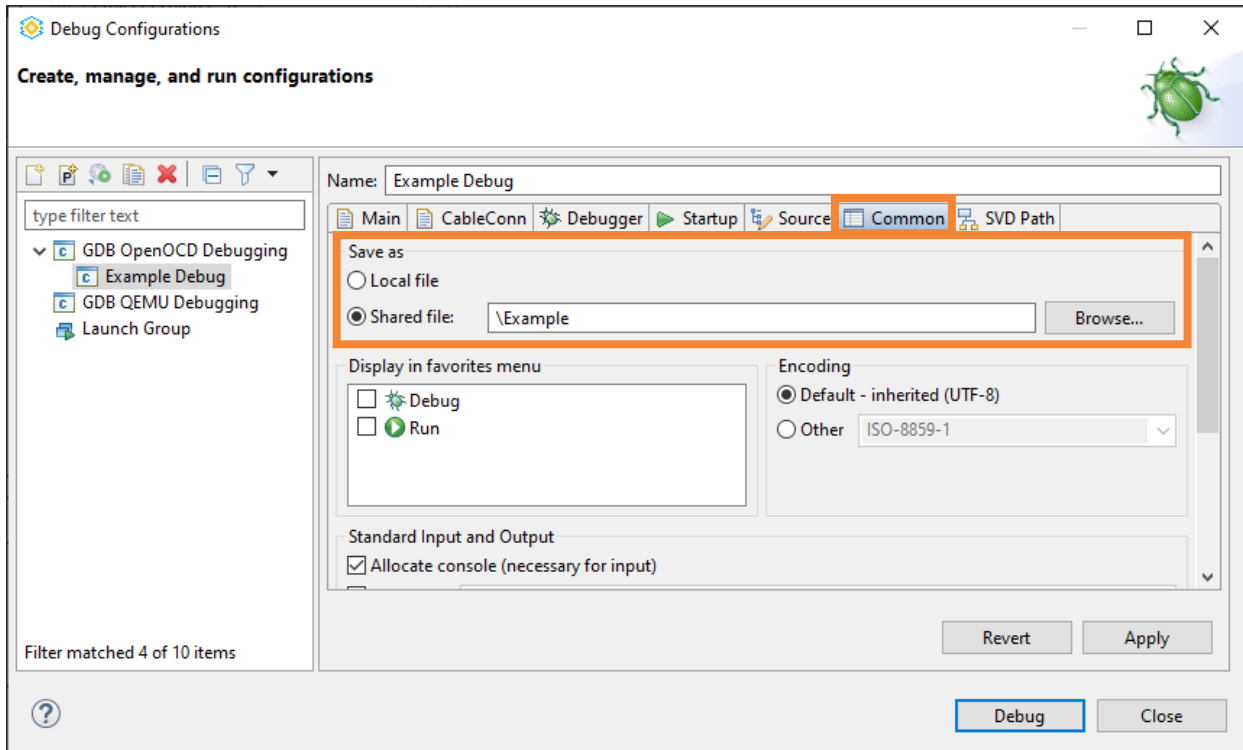 Debug Configurations
Create, manage, and run configurations
Name: Example Debug
type filter text
Main CableConn Debugger Startup Source Common SVD Path
GDB OpenOCD Debugging
Example Debug
GDB QEMU Debugging
Launch Group
Save as
Local file
Shared file: \Example Browse...
Display in favorites menu
Debug
Run
Encoding
Default - inherited (UTF-8)
Other ISO-8859-1
Standard Input and Output
Allocate console (necessary for input)
Revert Apply
Filter matched 4 of 10 items
Debug Close